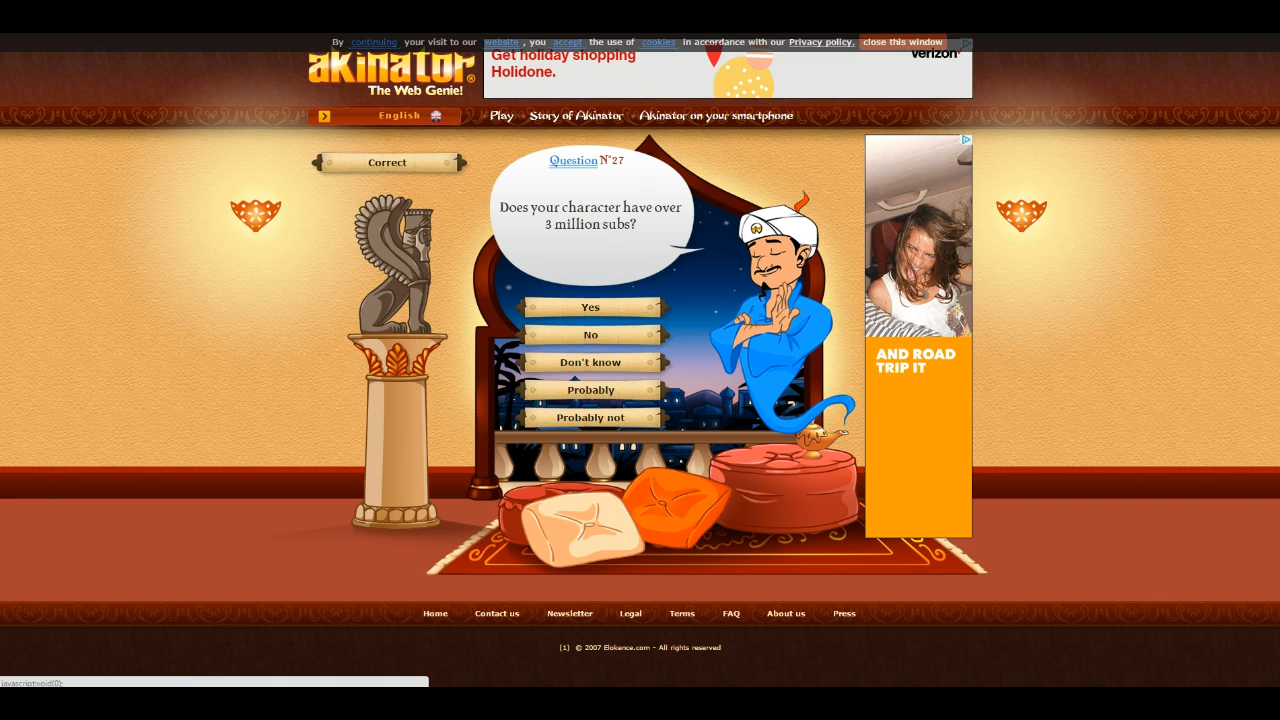 By continuing your visit to our website , you accept the use of cookies in accordance with our Privacy policy. close this window
akinator®
The Web Genie!
Get holiday shopping
Holidone.
verizon
English
Play
Story of Akinator
Akinator on your smartphone
Correct
Question N°27
Does your character have over
3 million subs?
Yes
No
Don't know
Probably
Probably not
AND ROAD
TRIP IT
Home Contact us Newsletter Legal Terms FAQ About us Press
(1) © 2007 Elokence.com - All rights reserved
javascript:void(0);